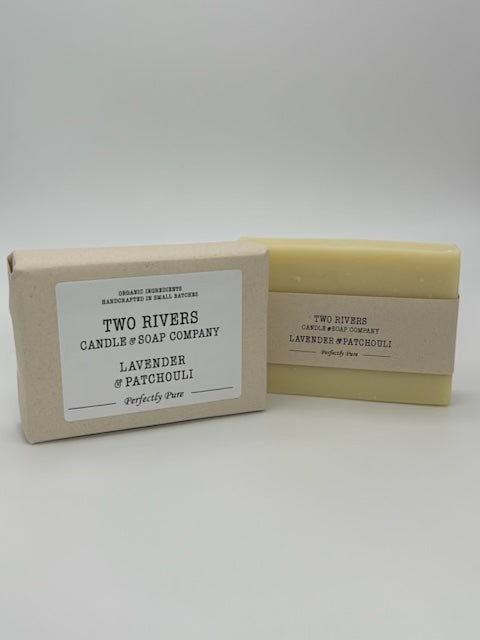 ORGANIC INGREDIENTS
HANDCRAFTED IN SMALL BATCHES
TWO RIVERS
CANDLE & SOAP COMPANY
LAVENDER
& PATCHOULI
Perfectly Pure
TWO RIVERS
CANDLE & SOAP COMPANY
LAVENDER & PATCHOULI
Perfectly Pure